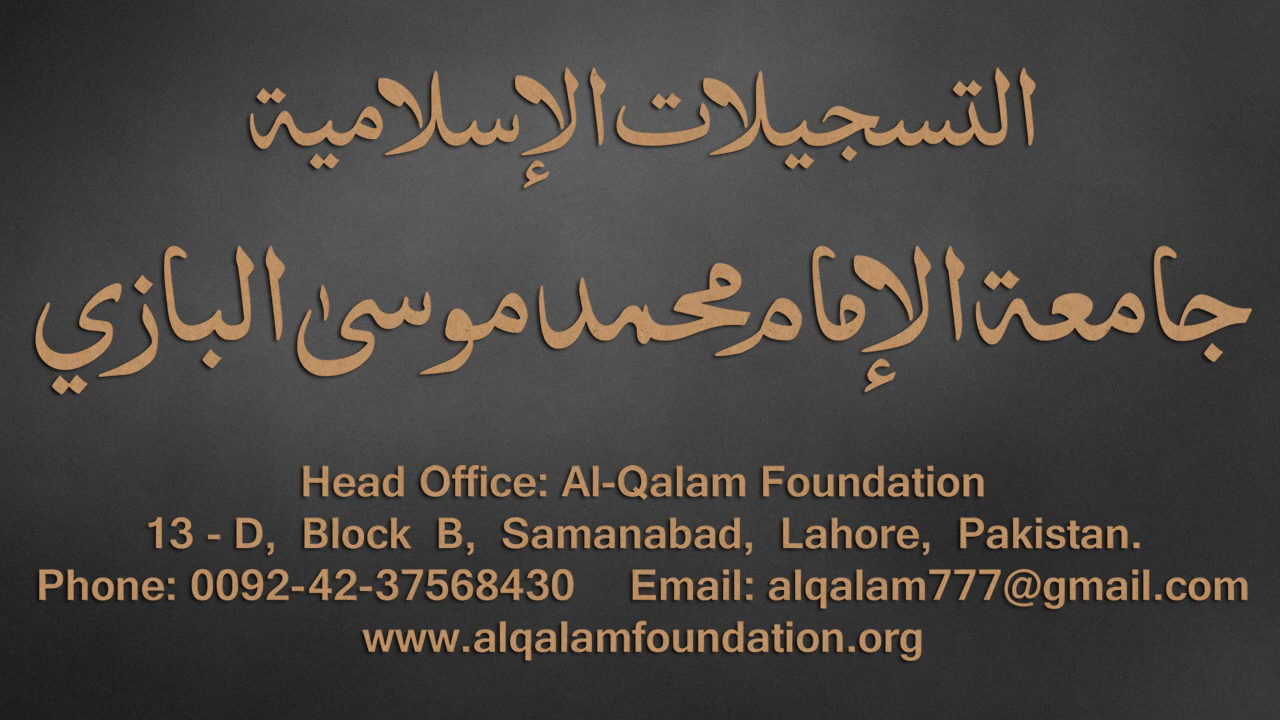 التسجيلات الإسلامية
جامعة الإمام محمد موسىٰ البازي
Head Office: Al-Qalam Foundation
13 - D, Block B, Samanabad, Lahore, Pakistan.
Phone: 0092-42-37568430 Email: alqalam777@gmail.com
www.alqalamfoundation.org